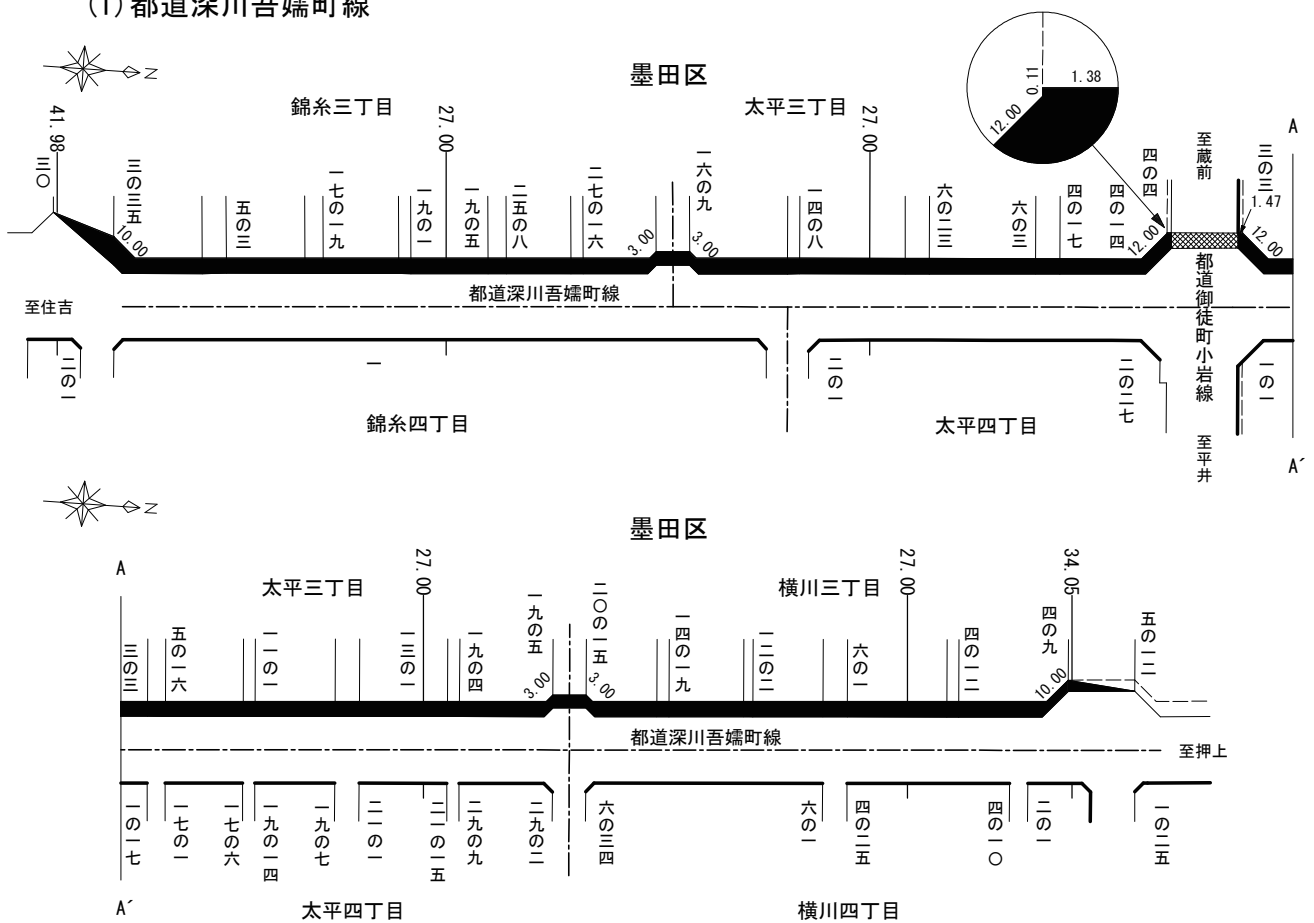 (1) 都道深川吾嬬町線
N
墨田区
錦糸三丁目
太平三丁目
41.98
27.00
27.00
0.11
1.38
12.00
三〇
三の三五
五の三
一七の一九
一九の一
一九の五
二五の八
二七の一六
一六の九
一四の八
六の二三
六の三
四の一七
四の一四
四の四
至蔵前
三の三
A
10.00
3.00
3.00
12.00
1.47
12.00
都道深川吾嬬町線
都道御徒町小岩線
至住吉
二の一
一
二の一
二の二七
一の一
錦糸四丁目
太平四丁目
至平井
A´
N
墨田区
A
太平三丁目
27.00
横川三丁目
27.00
34.05
三の三
五の一六
一一の一
一三の一
一九の四
一九の五
二〇の一五
一四の一九
一二の二
六の一
四の一二
四の九
五の一二
3.00
3.00
10.00
都道深川吾嬬町線
至押上
一の一七
一七の一
一七の六
一九の一四
一九の七
二一の一
二一の一五
二九の九
二九の二
六の三四
六の一
四の二五
四の一〇
二の一
一の二五
A´
太平四丁目
横川四丁目